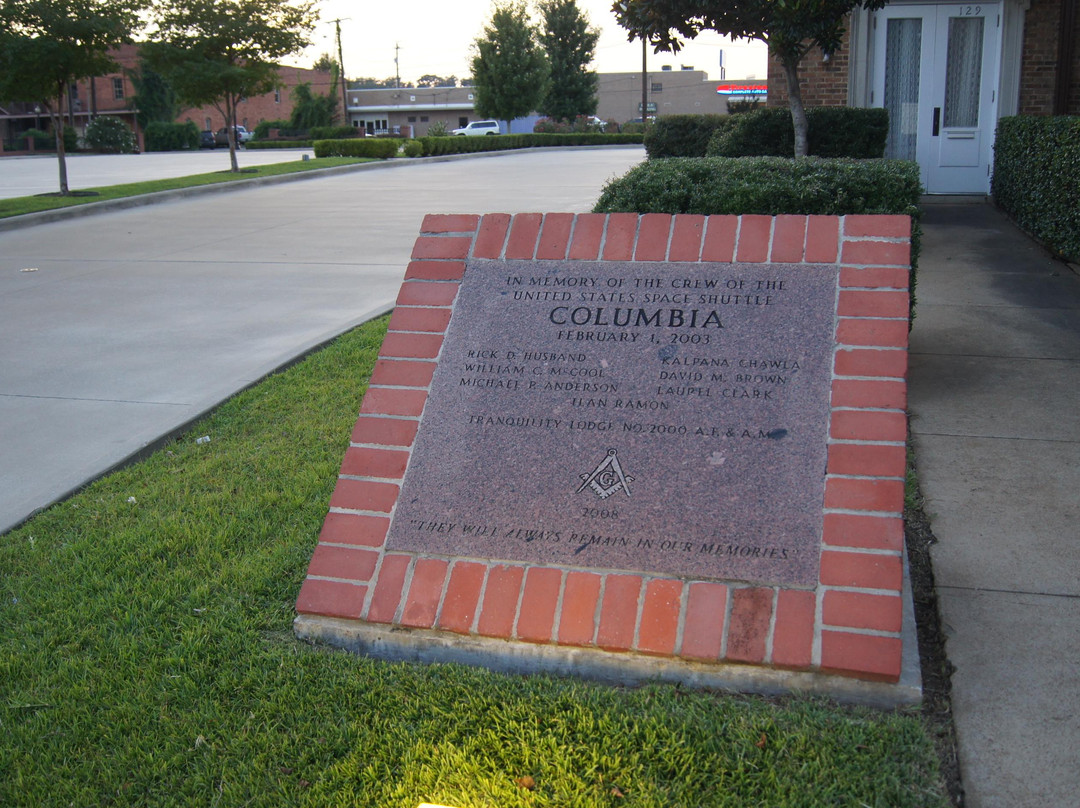 129
IN MEMORY OF THE CREW OF THE
UNITED STATES SPACE SHUTTLE
COLUMBIA
FEBRUARY 1, 2003
RICK D. HUSBAND KALPANA CHAWLA
WILLIAM C. MCCOOL DAVID M. BROWN
MICHAEL P. ANDERSON LAUREL CLARK
ILAN RAMON
TRANQUILITY LODGE NO. 2000 A.F. & A.M.
G
2008
"THEY WILL ALWAYS REMAIN IN OUR MEMORIES"